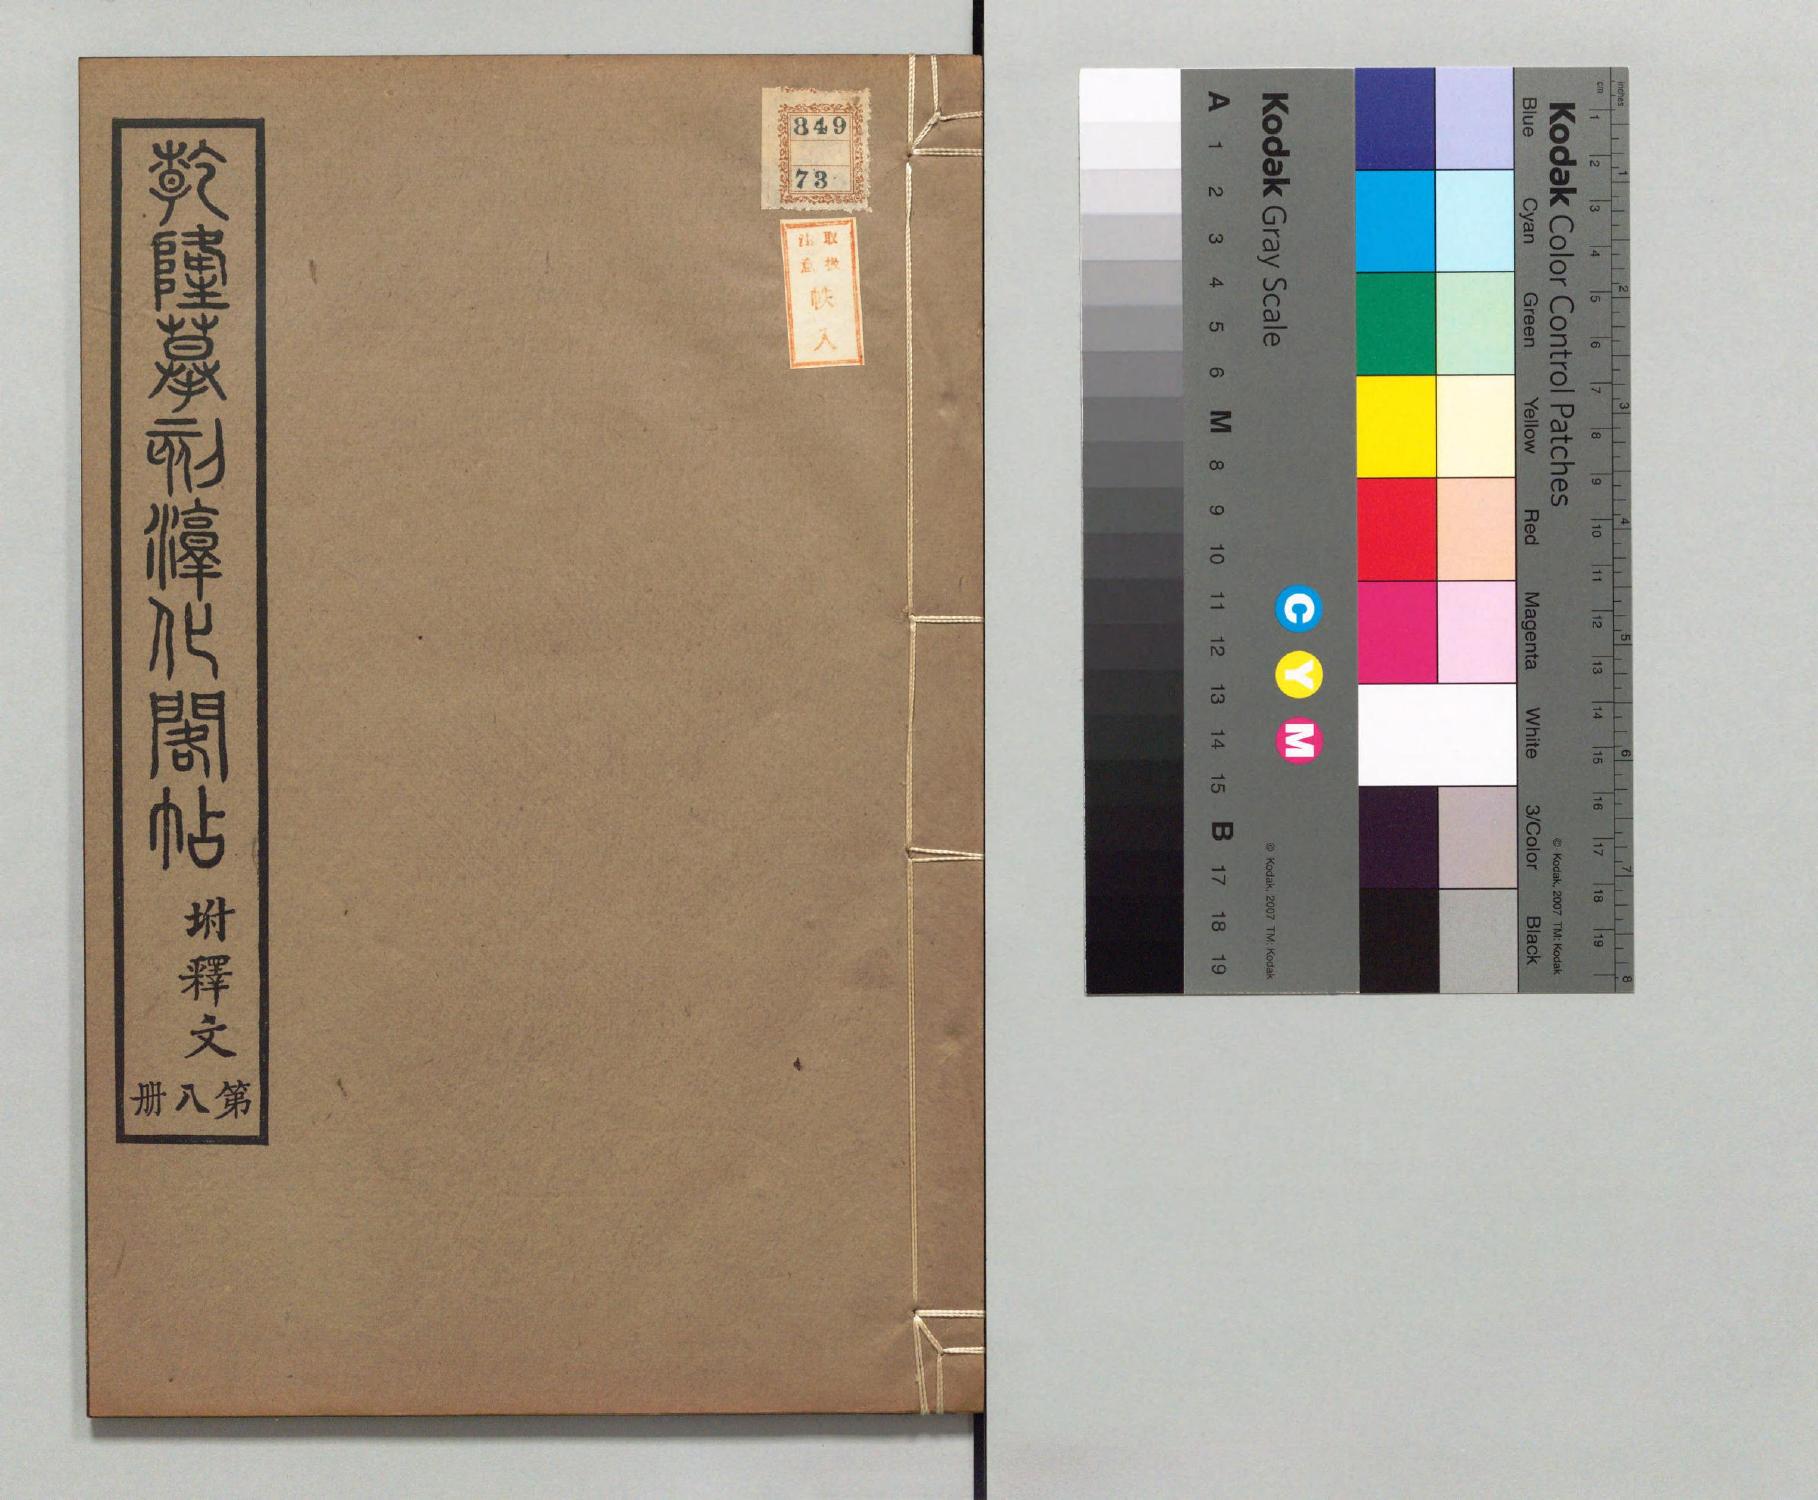 乾隆摹刻淳化閣帖
坿釋文
第八册
849
73
取扱
注意
帙入
Kodak Gray Scale
A 1 2 3 4 5 6 M 8 9 10 11 12 13 14 15 B 17 18 19
C Y M
© Kodak, 2007 TM: Kodak
Kodak Color Control Patches
Blue Cyan Green Yellow Red Magenta White 3/Color Black
© Kodak, 2007 TM: Kodak
inches 1 2 3 4 5 6 7 8
cm 1 2 3 4 5 6 7 8 9 10 11 12 13 14 15 16 17 18 19